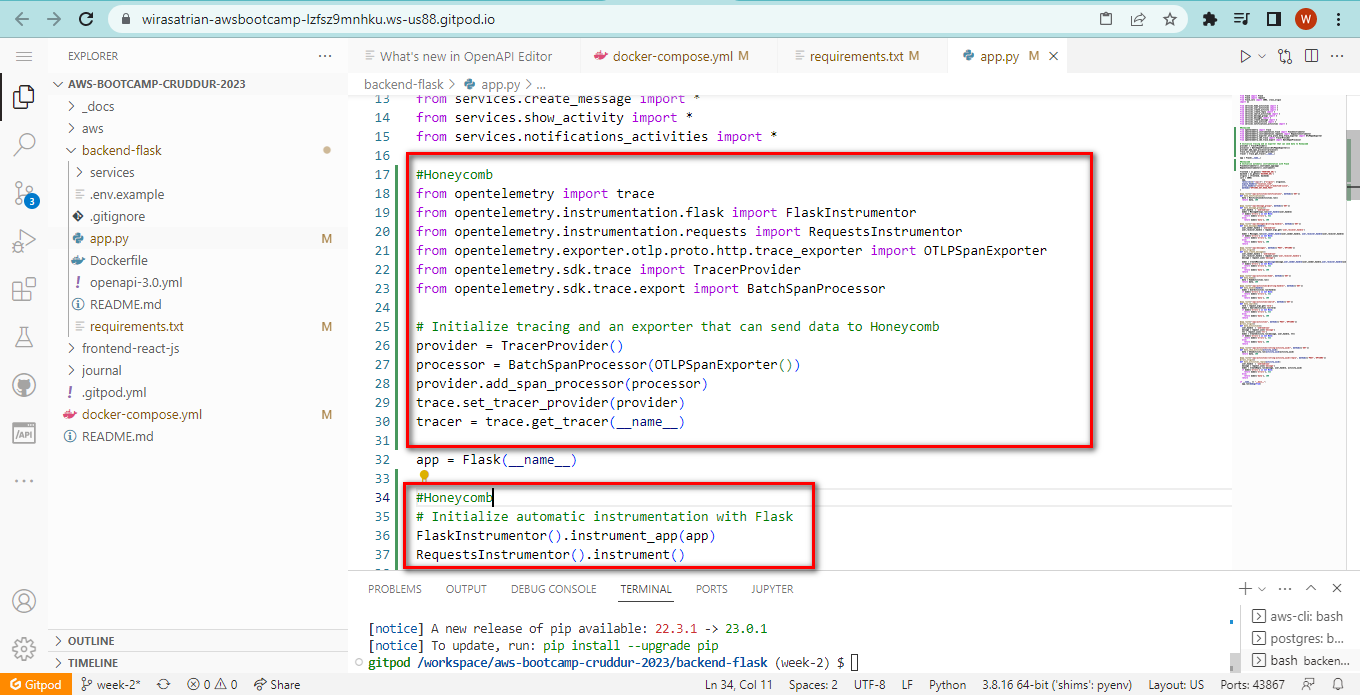 wirasatrian-awsbootcamp-lzfsz9mnhku.ws-us88.gitpod.io
W
EXPLORER
What's new in OpenAPI Editor
docker-compose.yml M
requirements.txt M
app.py M
AWS-BOOTCAMP-CRUDDUR-2023
_docs
aws
backend-flask
services
.env.example
.gitignore
app.py M
Dockerfile
openapi-3.0.yml
README.md
requirements.txt M
frontend-react-js
journal
.gitpod.yml
docker-compose.yml M
README.md
OUTLINE
TIMELINE
3
/API
backend-flask > app.py > ...
13 from services.create_message import *
14 from services.show_activity import *
15 from services.notifications_activities import *
16
17 #Honeycomb
18 from opentelemetry import trace
19 from opentelemetry.instrumentation.flask import FlaskInstrumentor
20 from opentelemetry.instrumentation.requests import RequestsInstrumentor
21 from opentelemetry.exporter.otlp.proto.http.trace_exporter import OTLPSpanExporter
22 from opentelemetry.sdk.trace import TracerProvider
23 from opentelemetry.sdk.trace.export import BatchSpanProcessor
24
25 # Initialize tracing and an exporter that can send data to Honeycomb
26 provider = TracerProvider()
27 processor = BatchSpanProcessor(OTLPSpanExporter())
28 provider.add_span_processor(processor)
29 trace.set_tracer_provider(provider)
30 tracer = trace.get_tracer(__name__)
31
32 app = Flask(__name__)
33
34 #Honeycomb
35 # Initialize automatic instrumentation with Flask
36 FlaskInstrumentor().instrument_app(app)
37 RequestsInstrumentor().instrument()
PROBLEMS OUTPUT DEBUG CONSOLE TERMINAL PORTS JUPYTER
[notice] A new release of pip available: 22.3.1 -> 23.0.1
[notice] To update, run: pip install --upgrade pip
gitpod /workspace/aws-bootcamp-cruddur-2023/backend-flask (week-2) $
aws-cli: bash
postgres: b...
bash backen...
Gitpod week-2* 0 0 Share Ln 34, Col 11 Spaces: 2 UTF-8 LF Python 3.8.16 64-bit ('shims': pyenv) Layout: US Ports: 43867